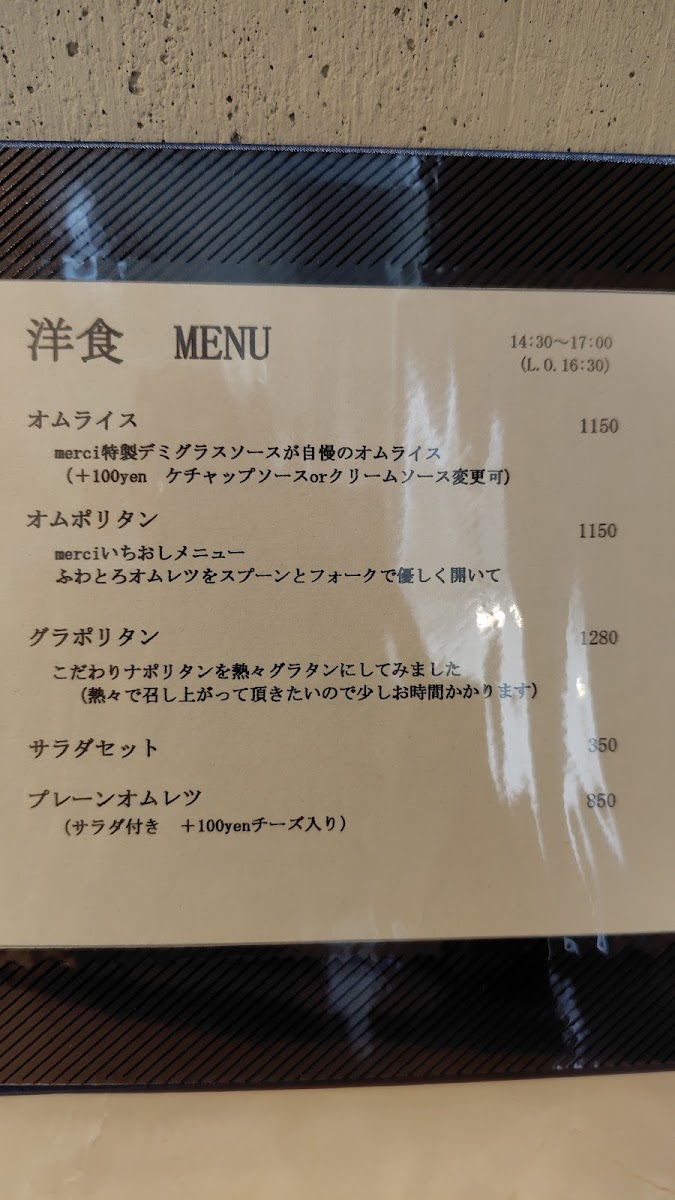 洋食　MENU
14:30～17:00
(L.O.16:30)
オムライス 1150
merci特製デミグラスソースが自慢のオムライス
(＋100yen　ケチャップソースorクリームソース変更可)
オムポリタン 1150
merciいちおしメニュー
ふわとろオムレツをスプーンとフォークで優しく開いて
グラポリタン 1280
こだわりナポリタンを熱々グラタンにしてみました
(熱々で召し上がって頂きたいので少しお時間かかります)
サラダセット 350
プレーンオムレツ 850
(サラダ付き　＋100yenチーズ入り)